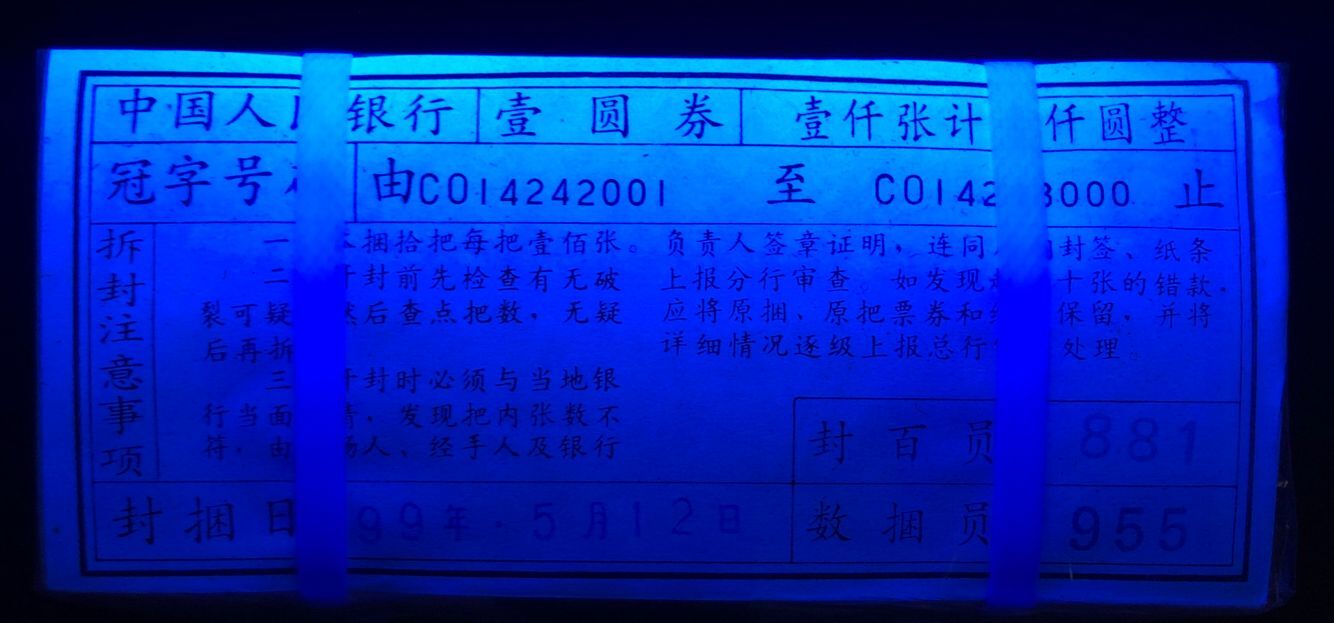 中国人民银行 壹圆券 壹仟张计 仟圆整
冠字号 由CO14242001 至 CO142 3000 止
拆封注意事项
一 本捆拾把每把壹佰张。
二 开封前先检查有无破
裂可疑 然后查点把数，无疑
后再拆
三 开封时必须与当地银
行当面 清，发现把内张数不
符，由 场人、经手人及银行
负责人签章证明，连同 封签、纸条
上报分行审查。如发现 十张的错款，
应将原捆、原把票券和 保留，并将
详细情况逐级上报总行 处理。
封百员 881
封捆日 99年.5月12日
数捆员 955